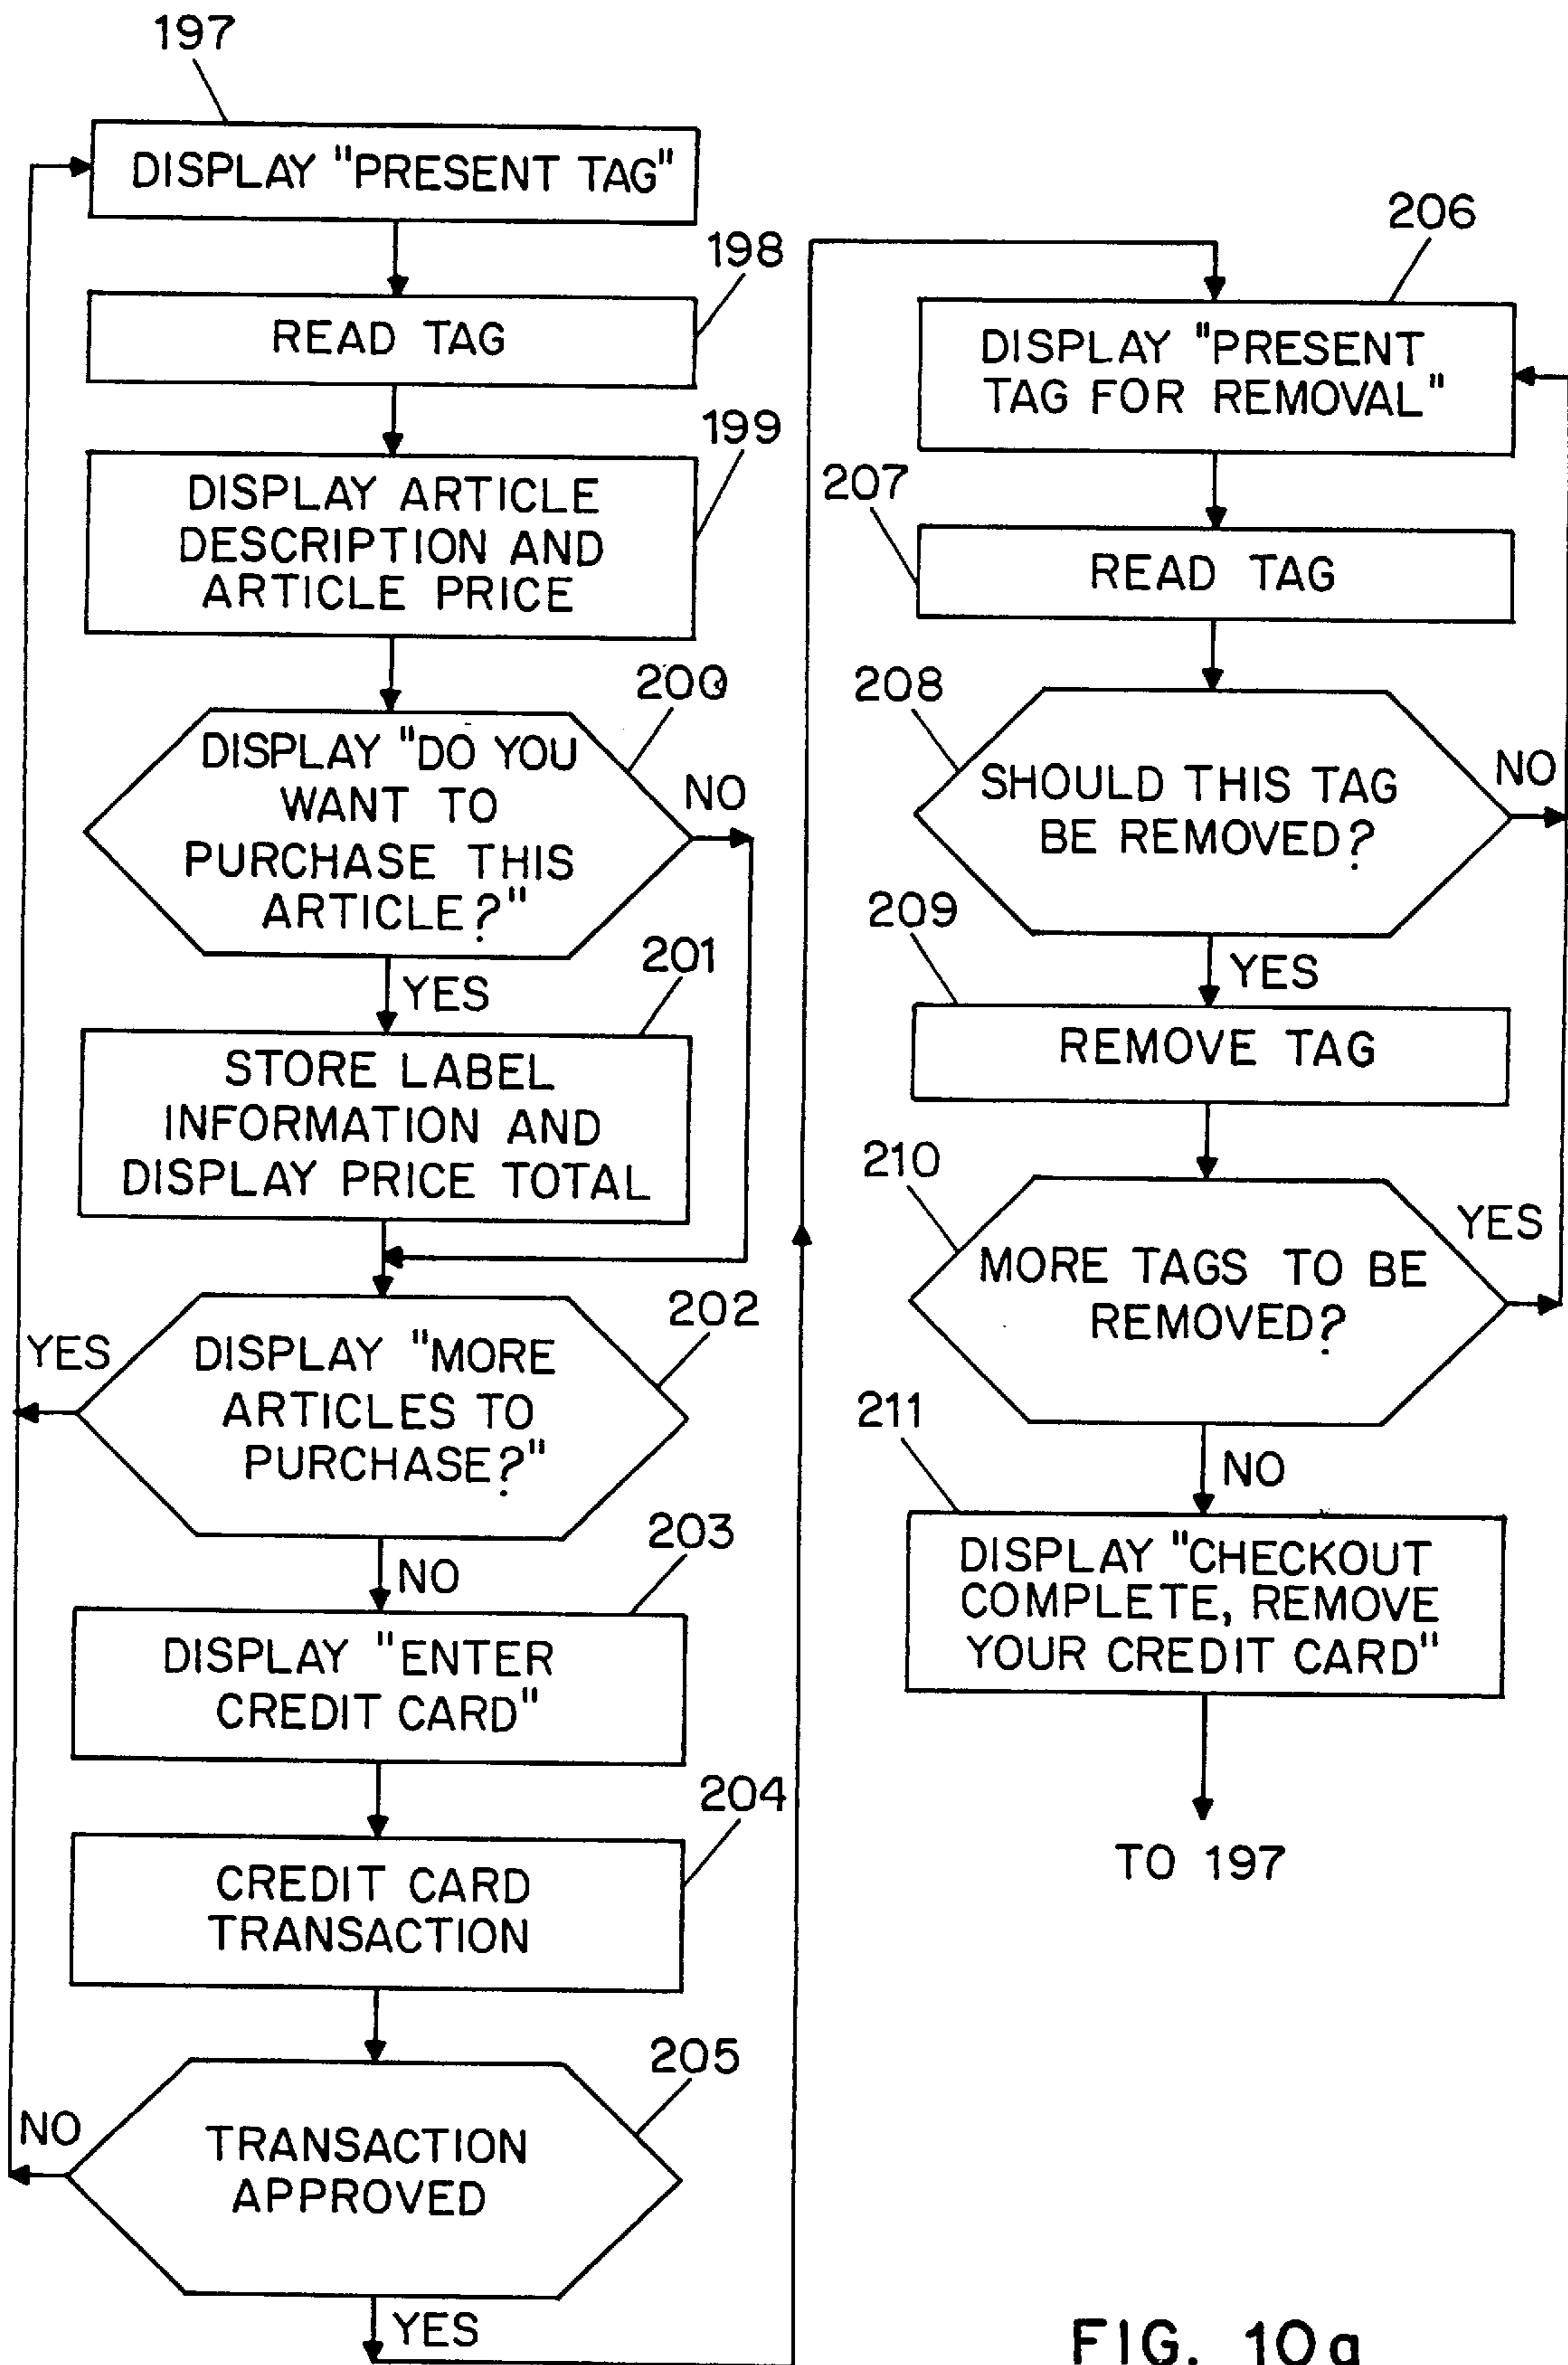 197
DISPLAY "PRESENT TAG"
198
READ TAG
199
DISPLAY ARTICLE
DESCRIPTION AND
ARTICLE PRICE
200
DISPLAY "DO YOU
WANT TO
PURCHASE THIS
ARTICLE?"
NO
YES
201
STORE LABEL
INFORMATION AND
DISPLAY PRICE TOTAL
202
YES
DISPLAY "MORE
ARTICLES TO
PURCHASE?"
NO
203
DISPLAY "ENTER
CREDIT CARD"
204
CREDIT CARD
TRANSACTION
205
NO
TRANSACTION
APPROVED
YES
206
DISPLAY "PRESENT
TAG FOR REMOVAL"
207
READ TAG
208
NO
SHOULD THIS TAG
BE REMOVED?
YES
209
REMOVE TAG
210
YES
MORE TAGS TO BE
REMOVED?
NO
211
DISPLAY "CHECKOUT
COMPLETE, REMOVE
YOUR CREDIT CARD"
TO 197
FIG. 10a